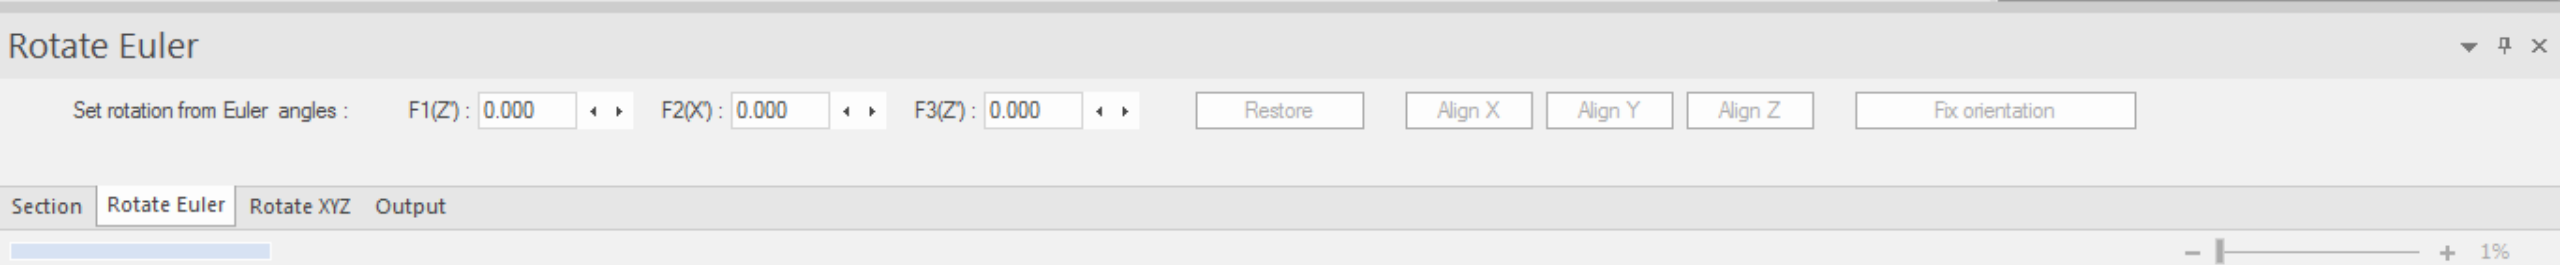 Rotate Euler
Set rotation from Euler angles : F1(Z') : 0.000 F2(X') : 0.000 F3(Z') : 0.000 Restore Align X Align Y Align Z Fix orientation
Section Rotate Euler Rotate XYZ Output
1%